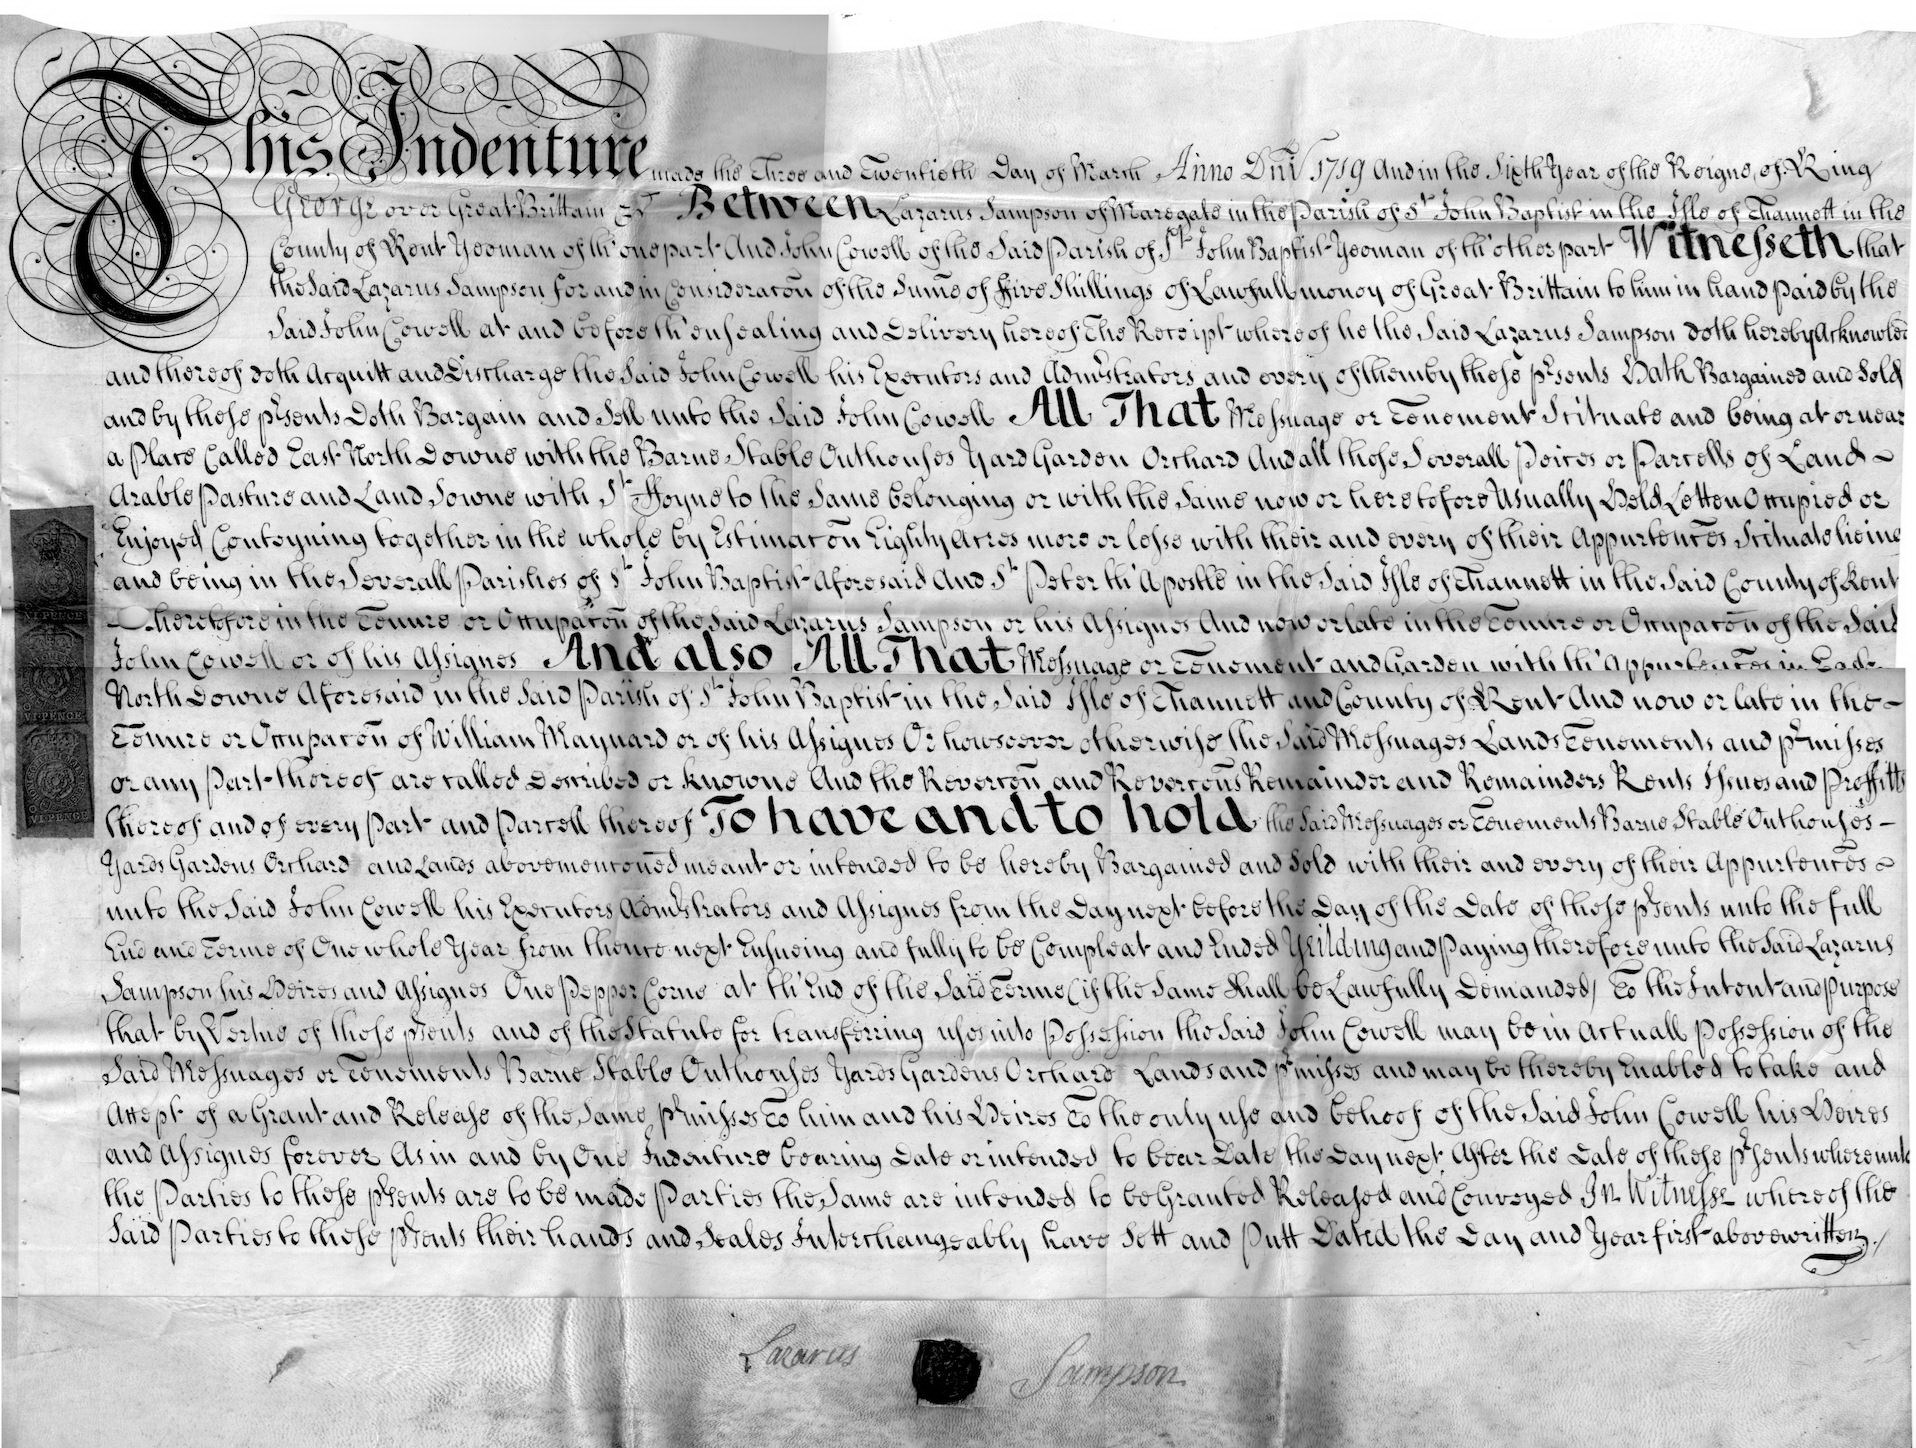 This Indenture made the Three and Twentieth Day of March Anno Dni 1719 And in the Sixth Year of the Reigne of King
George over Great Brittain &c Between Lazarus Sampson of Maregate in the Parish of St John Baptist in the Isle of Thannett in the
County of Kent Yeoman of th'one part And John Cowell of the Said Parish of St John Baptist Yeoman of th'other part Witnesseth that
the Said Lazarus Sampson for and in Consideracon of the Sume of ffive Shillings of Lawfull money of Great Brittain to him in hand paid by the
Said John Cowell at and before th'ensealing and Delivery hereof The Receipt whereof he the Said Lazarus Sampson doth hereby Acknowledg
and thereof doth Acquitt and Discharge the Said John Cowell his Executors and Adm:strators and every of them by these p:rsents Hath Bargained and Sold
and by these p:rsents Doth Bargain and Sell unto the Said John Cowell All That Messuage or Tenement Scituate and being at or near
a Place Called East North Downe with the Barne Stable Outhouses Yard Garden Orchard And all those Severall Peices or Parcells of Land
Arable Pasture and Land Sowne with St ffoyne to the Same belonging or with the Same now or heretofore Usually Held Letten Occupied or
Enjoyed Conteyning together in the whole by Estimacon Eighty Acres more or lesse with their and every of their Appurtences Scituate lieing
and being in the Severall Parishes of St John Baptist Aforesaid And St Peter th'Apostle in the Said Isle of Thannett in the Said County of Kent
heretofore in the Tenure or Occupacon of the Said Lazarus Sampson or his Assignes And now or late in the Tenure or Occupacon of the Said
John Cowell or of his Assignes And also All That Messuage or Tenement and Garden with th'Appurtences in East
North Downe Aforesaid in the Said Parish of St John Baptist in the Said Isle of Thannett and County of Kent And now or late in the
Tenure or Occupacon of William Maynard or of his Assignes Or howsoever otherwise the Said Messuages Lands Tenements and p:rmisses
or any Part thereof are called Described or knowne And the Revercon and Revercons Remainder and Remainders Rents Issues and Proffitts
thereof and of every Part and Parcell thereof To have and to hold the Said Messuages or Tenements Barne Stable Outhouses
Yards Gardens Orchard and Lands abovemenconed meant or intended to be hereby Bargained and Sold with their and every of their Appurtences
unto the Said John Cowell his Executors Adm:strators and Assignes from the Day next before the Day of the Date of these p:rsents unto the full
End and Terme of One whole Year from thence next Ensueing and fully to be Compleat and Ended Yeilding and Paying therefore unto the Said Lazarus
Sampson his Heires and Assignes One Pepper Corne at th'End of the Said Terme (if the Same Shall be Lawfully Demanded) To the Intent and Purpose
that by Vertue of these p:rsents and of the Statute for transferring uses into Possession the Said John Cowell may be in Actuall Possession of the
Said Messuages or Tenements Barne Stable Outhouses Yards Gardens Orchard Lands and p:rmisses and may be thereby Enabled to take and
Accept of a Grant and Release of the Same p:rmisses To him and his Heires To the only use and behoof of the Said John Cowell his Heires
and Assignes forever As in and by One Indenture bearing Date or intended to bear Date the Day next After the Date of these p:rsents whereunto
the Parties to these p:rsents are to be made Parties the Same are intended to be Granted Released and Conveyed In Witnesse whereof the
Said Parties to these p:rsents their hands and Seales Interchangeably have Sett and Putt Dated the Day and Year first abovewritten
VI PENCE
VI PENCE
VI PENCE
Lazarus Sampson